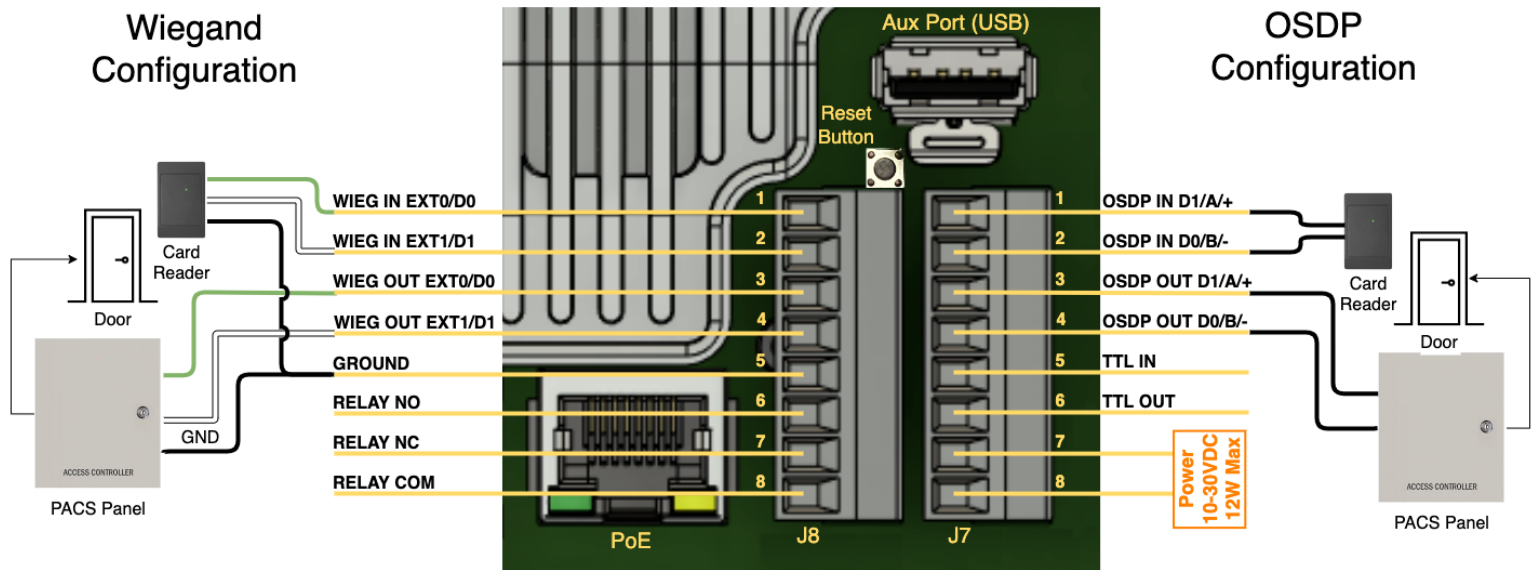 Wiegand
Configuration
Aux Port (USB)
OSDP
Configuration
Reset
Button
Card
Reader
Door
GND
ACCESS CONTROLLER
PACS Panel
WIEG IN EXT0/D0
WIEG IN EXT1/D1
WIEG OUT EXT0/D0
WIEG OUT EXT1/D1
GROUND
RELAY NO
RELAY NC
RELAY COM
1
2
3
4
5
6
7
8
PoE
J8
J7
1
2
3
4
5
6
7
8
OSDP IN D1/A/+
OSDP IN D0/B/-
OSDP OUT D1/A/+
OSDP OUT D0/B/-
TTL IN
TTL OUT
Power
10-30VDC
12W Max
Card
Reader
Door
ACCESS CONTROLLER
PACS Panel